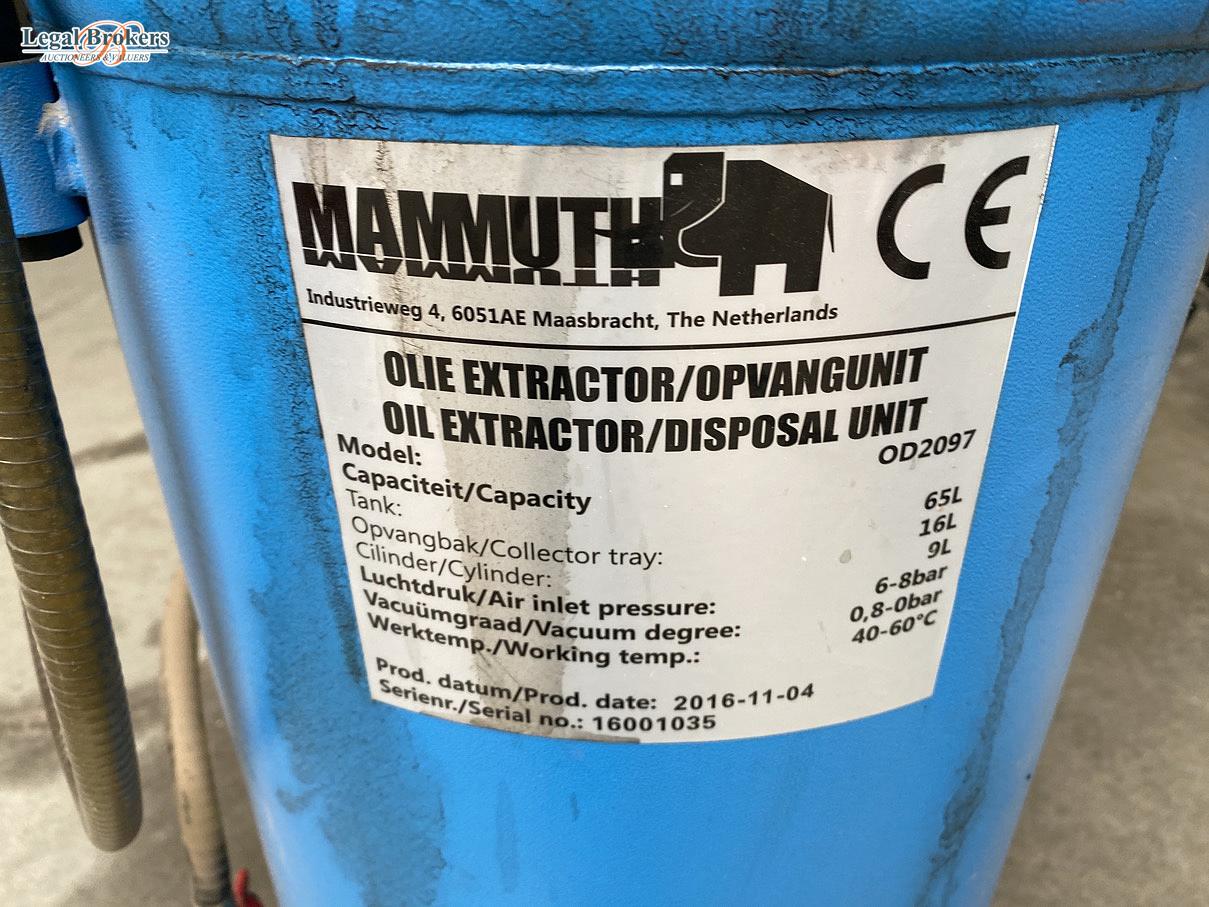 Legal Brokers
AUCTIONEERS & VALUERS
MAMMUTH
CE
Industrieweg 4, 6051AE Maasbracht, The Netherlands
OLIE EXTRACTOR/OPVANGUNIT
OIL EXTRACTOR/DISPOSAL UNIT
Model: OD2097
Capaciteit/Capacity
Tank: 65L
Opvangbak/Collector tray: 16L
Cilinder/Cylinder: 9L
Luchtdruk/Air inlet pressure: 6-8bar
Vacuümgraad/Vacuum degree: 0,8-0bar
Werktemp./Working temp.: 40-60°C
Prod. datum/Prod. date: 2016-11-04
Serienr./Serial no.: 16001035